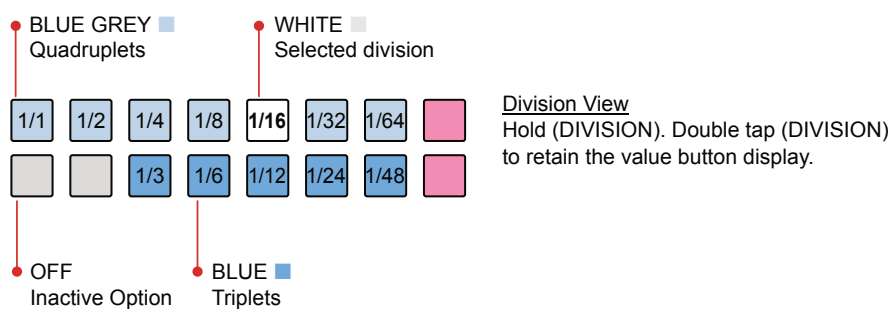 BLUE GREY
Quadruplets
WHITE
Selected division
1/1 1/2 1/4 1/8 1/16 1/32 1/64
1/3 1/6 1/12 1/24 1/48
Division View
Hold (DIVISION). Double tap (DIVISION)
to retain the value button display.
OFF
Inactive Option
BLUE
Triplets